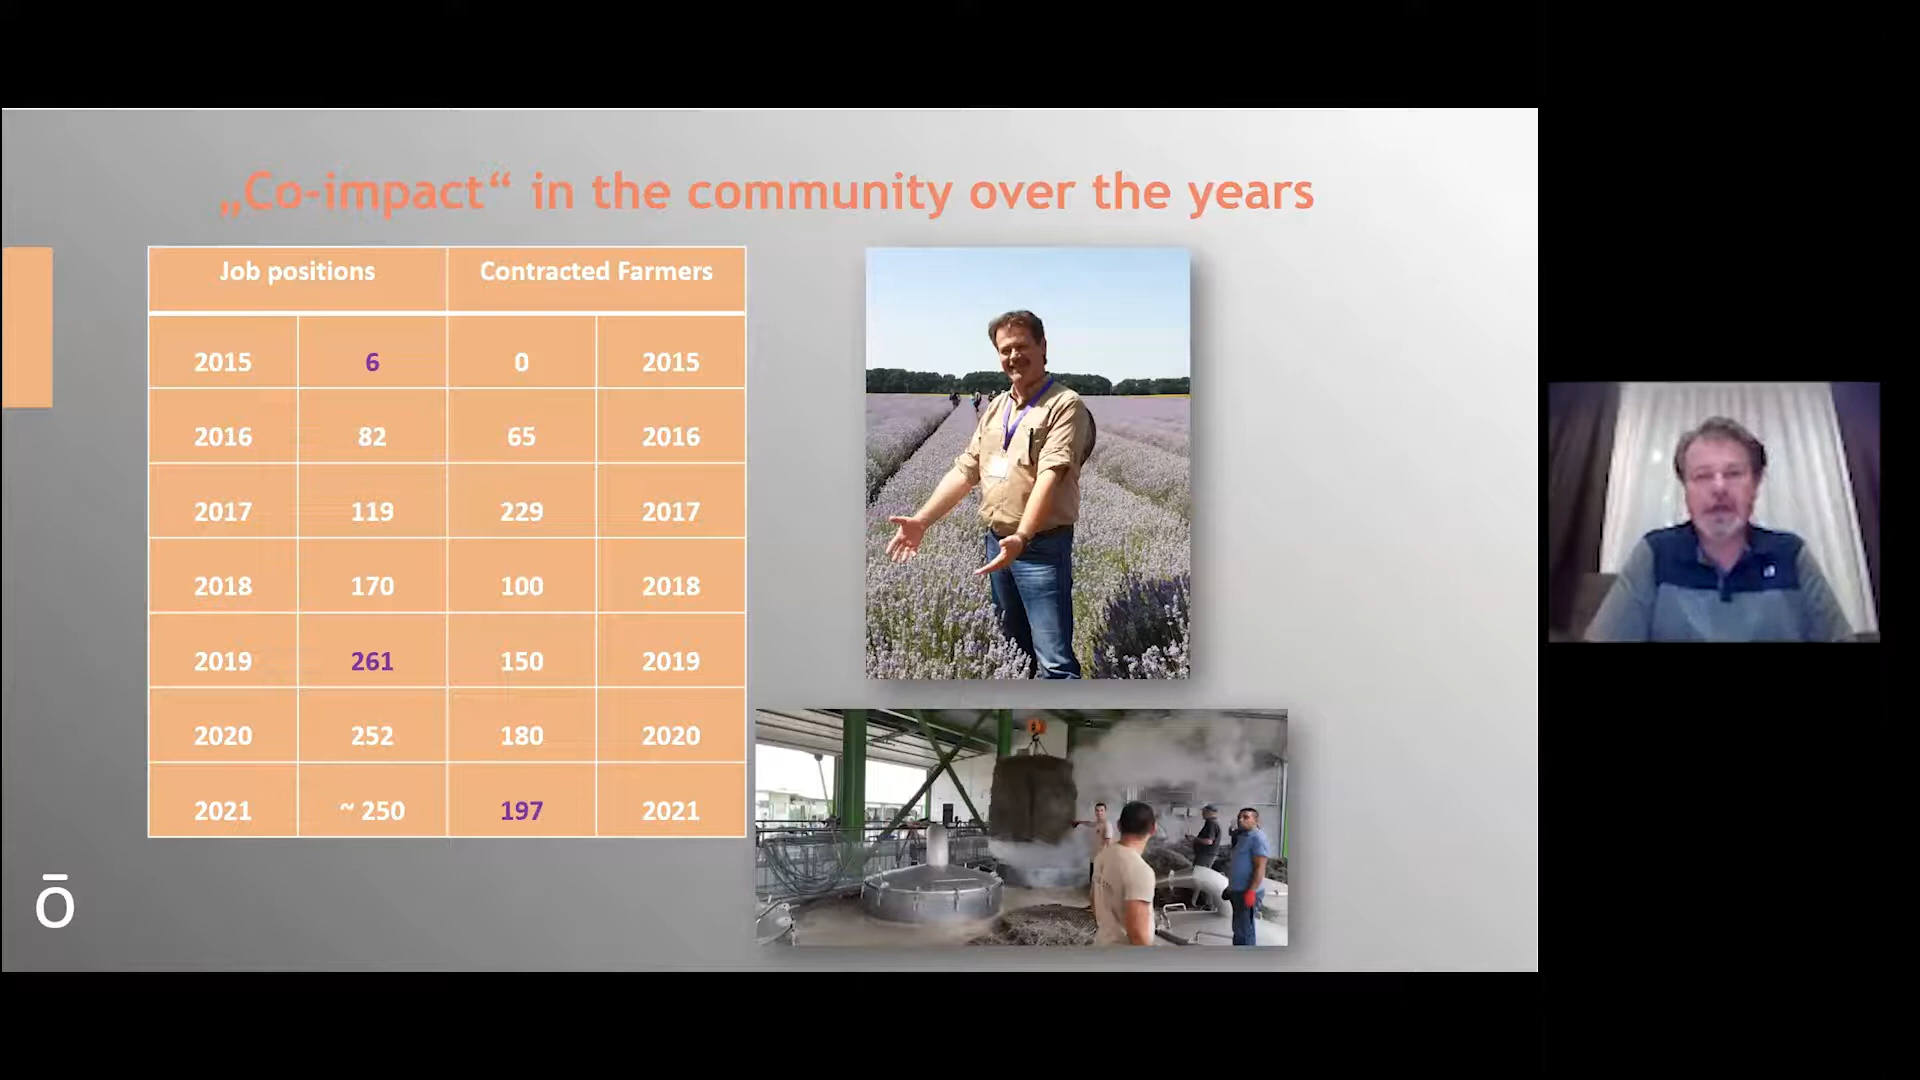 „Co-impact“ in the community over the years
Job positions Contracted Farmers
2015 6 0 2015
2016 82 65 2016
2017 119 229 2017
2018 170 100 2018
2019 261 150 2019
2020 252 180 2020
2021 ~ 250 197 2021
ō